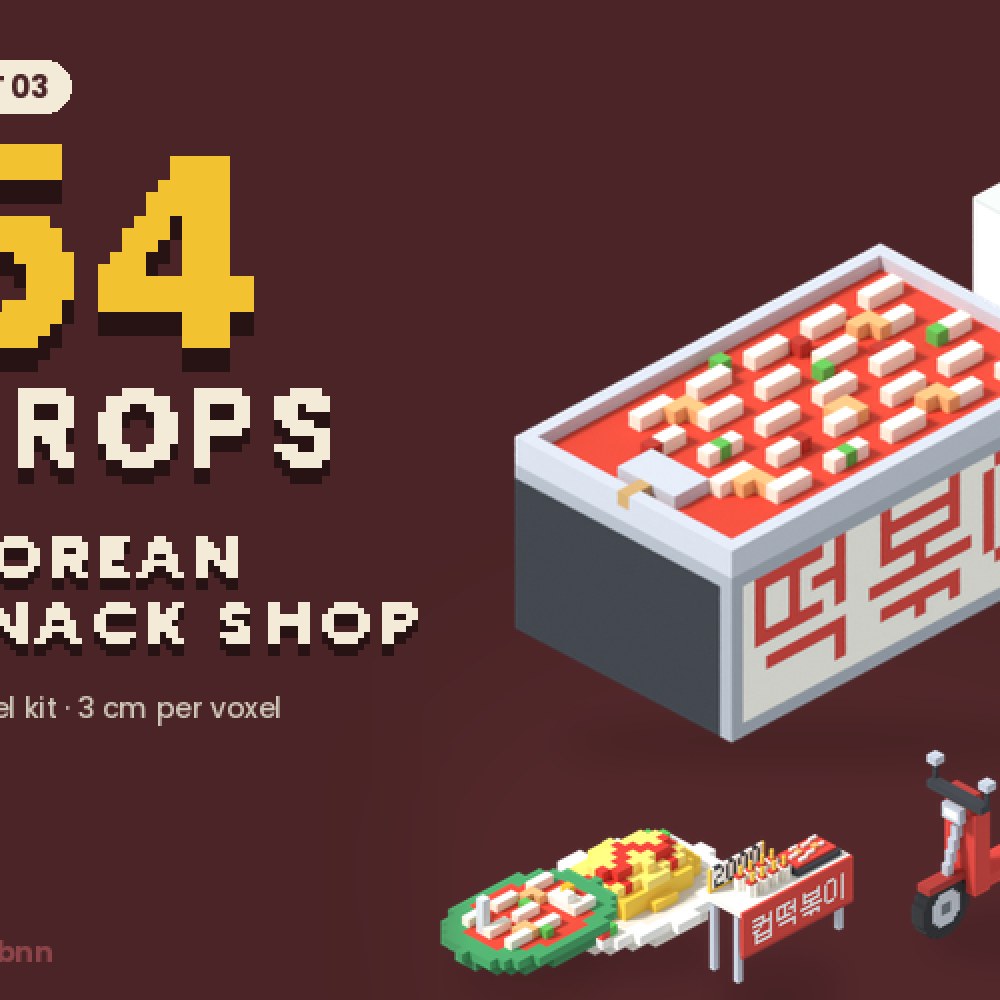 T 03
54
ROPS
OREAN
NACK SHOP
el kit · 3 cm per voxel
떡볶
2000
컵떡볶이
bnn